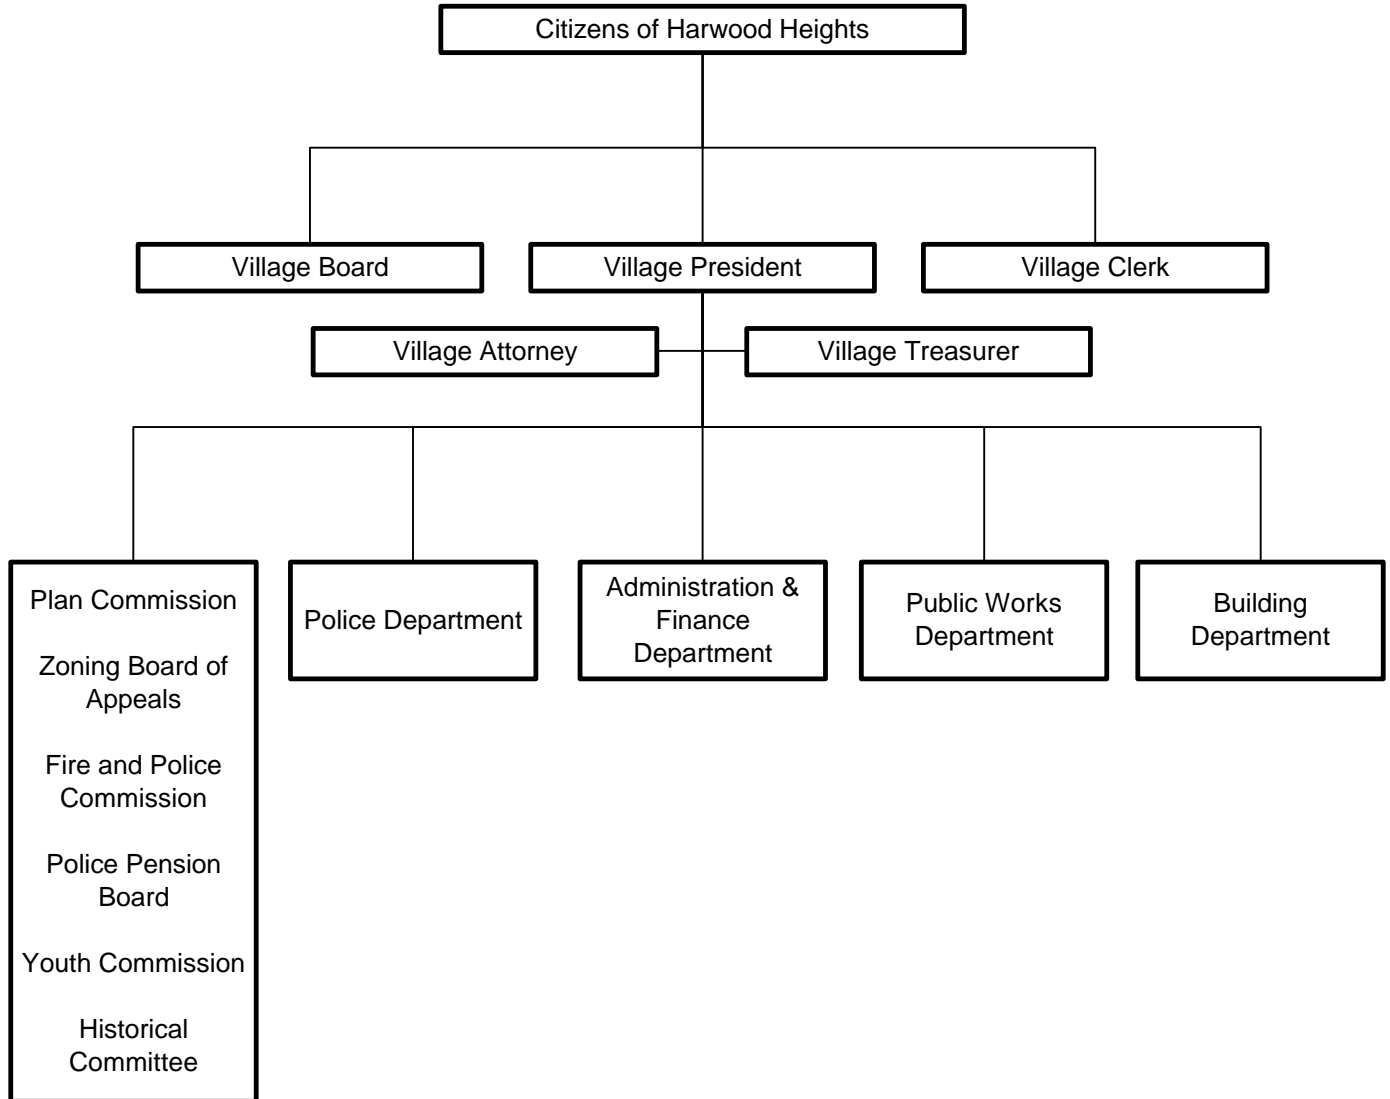 Citizens of Harwood Heights
Village Board
Village President
Village Clerk
Village Attorney
Village Treasurer
Plan Commission
Zoning Board of
Appeals
Fire and Police
Commission
Police Pension
Board
Youth Commission
Historical
Committee
Police Department
Administration &
Finance
Department
Public Works
Department
Building
Department